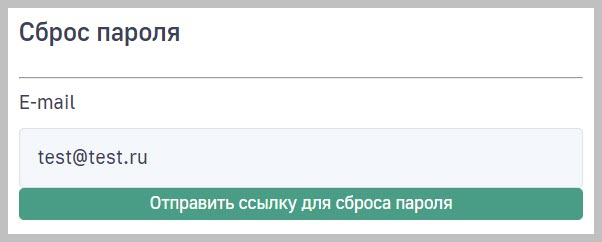 Сброс пароля
E-mail
test@test.ru
Отправить ссылку для сброса пароля